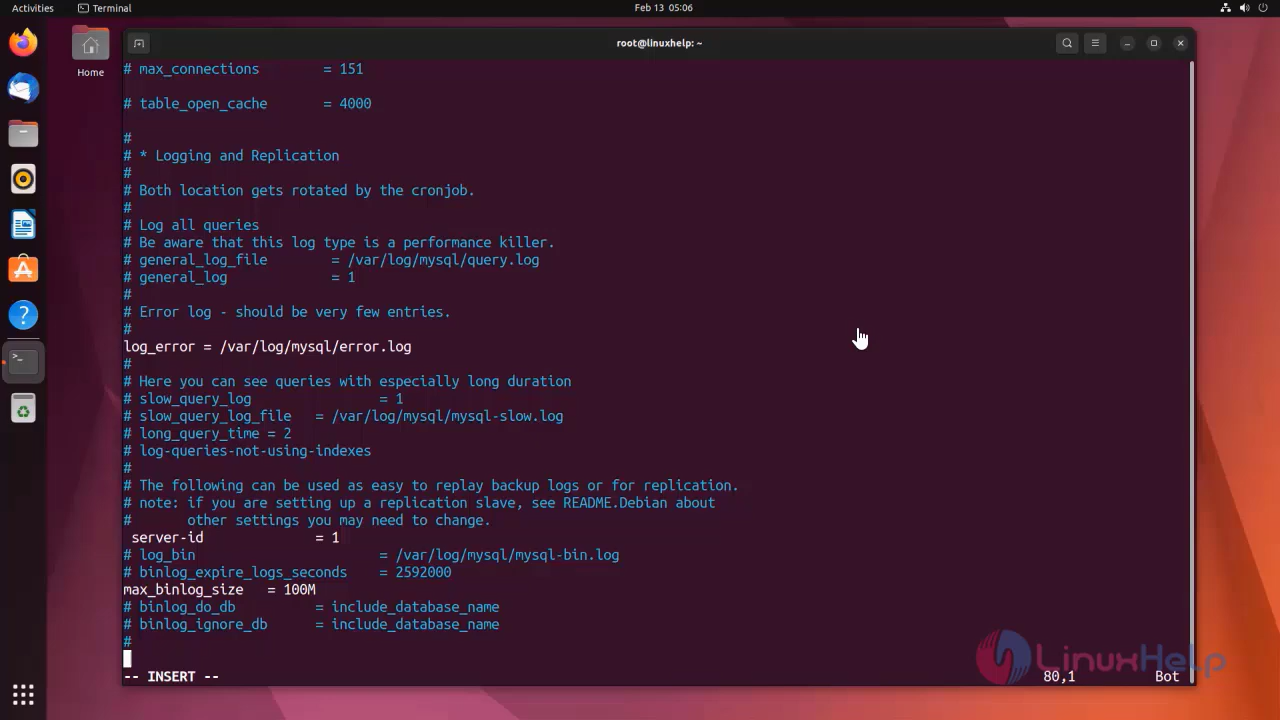 Activities Terminal Feb 13 05:06
root@linuxhelp: ~
Home
# max_connections = 151
# table_open_cache = 4000
#
# * Logging and Replication
#
# Both location gets rotated by the cronjob.
#
# Log all queries
# Be aware that this log type is a performance killer.
# general_log_file = /var/log/mysql/query.log
# general_log = 1
#
# Error log - should be very few entries.
#
log_error = /var/log/mysql/error.log
#
# Here you can see queries with especially long duration
# slow_query_log = 1
# slow_query_log_file = /var/log/mysql/mysql-slow.log
# long_query_time = 2
# log-queries-not-using-indexes
#
# The following can be used as easy to replay backup logs or for replication.
# note: if you are setting up a replication slave, see README.Debian about
# other settings you may need to change.
server-id = 1
# log_bin = /var/log/mysql/mysql-bin.log
# binlog_expire_logs_seconds = 2592000
max_binlog_size = 100M
# binlog_do_db = include_database_name
# binlog_ignore_db = include_database_name
#
-- INSERT -- 80,1 Bot
LinuxHelp